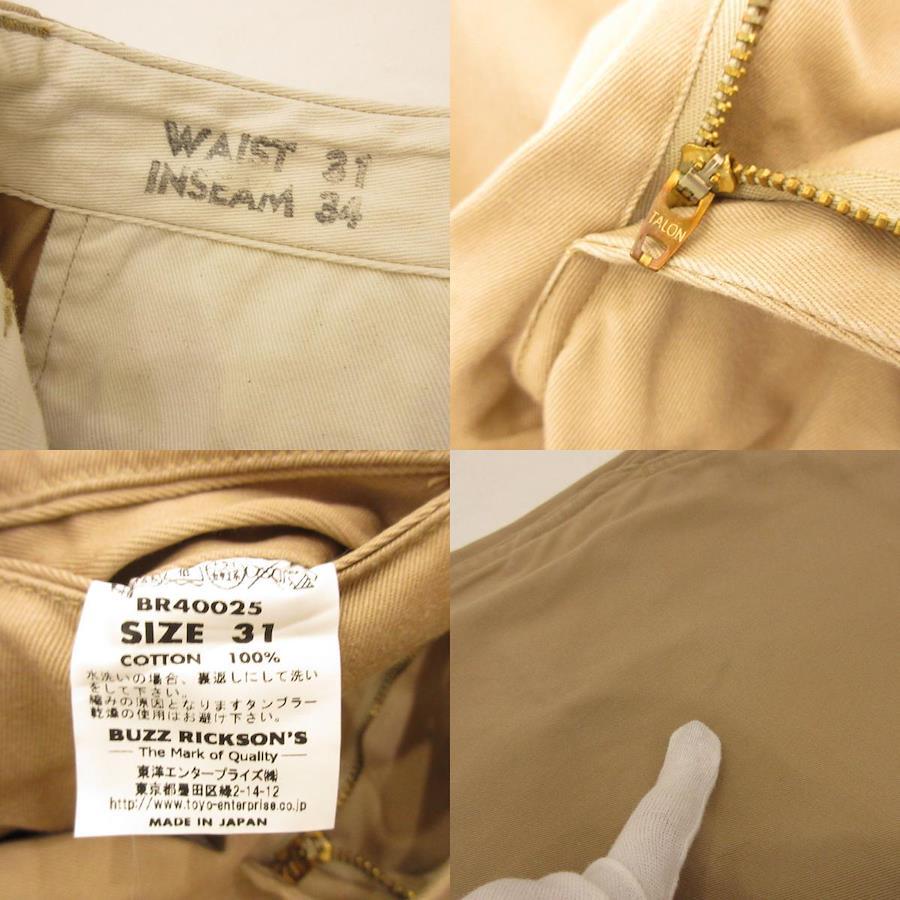 WAIST 31
INSEAM 34
TALON
BR40025
SIZE 31
COTTON 100%
水洗いの場合、裏返しにして洗い
をして下さい。
縮みの原因となりますタンブラー
乾燥の使用はお避け下さい。
BUZZ RICKSON'S
The Mark of Quality
東洋エンタープライズ㈱
東京都墨田区緑2-14-12
http://www.toyo-enterprise.co.jp
MADE IN JAPAN